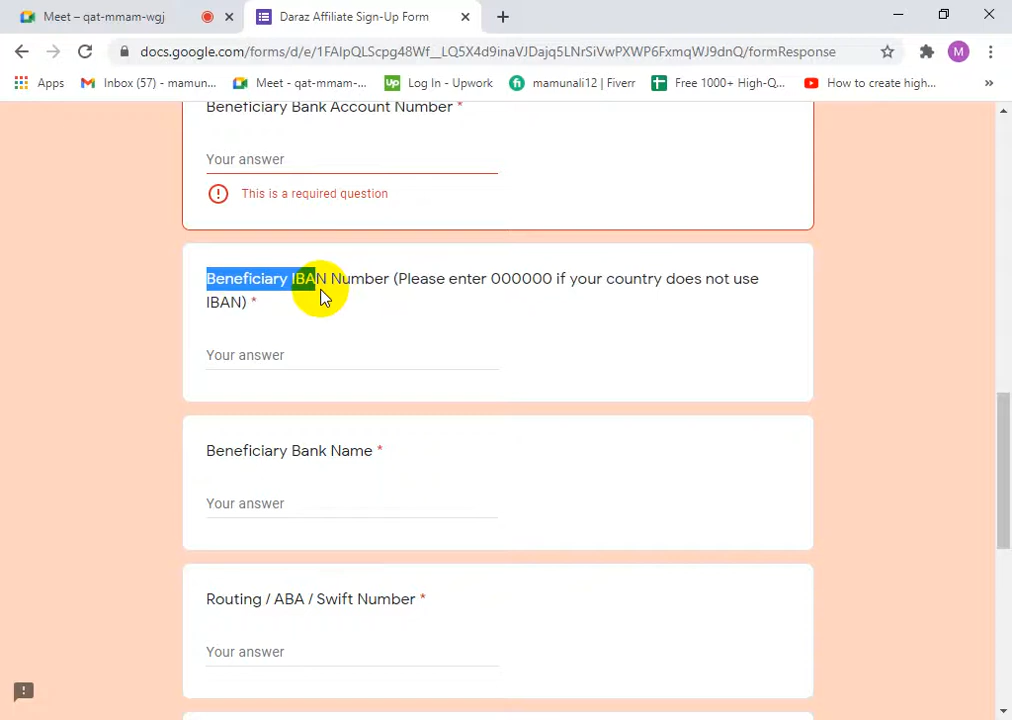 Meet – qat-mmam-wgj
Daraz Affiliate Sign-Up Form
docs.google.com/forms/d/e/1FAIpQLScpg48Wf__LQ5X4d9inaVJDajq5LNrSiVwPXWP6FxmqWJ9dnQ/formResponse
M
Apps
Inbox (57) – mamun...
Meet - qat-mmam-...
Up
Log In - Upwork
fi
mamunali12 | Fiverr
Free 1000+ High-Q...
How to create high...
»
Beneficiary Bank Account Number *
Your answer
This is a required question
Beneficiary IBAN Number (Please enter 000000 if your country does not use
IBAN) *
Your answer
Beneficiary Bank Name *
Your answer
Routing / ABA / Swift Number *
Your answer